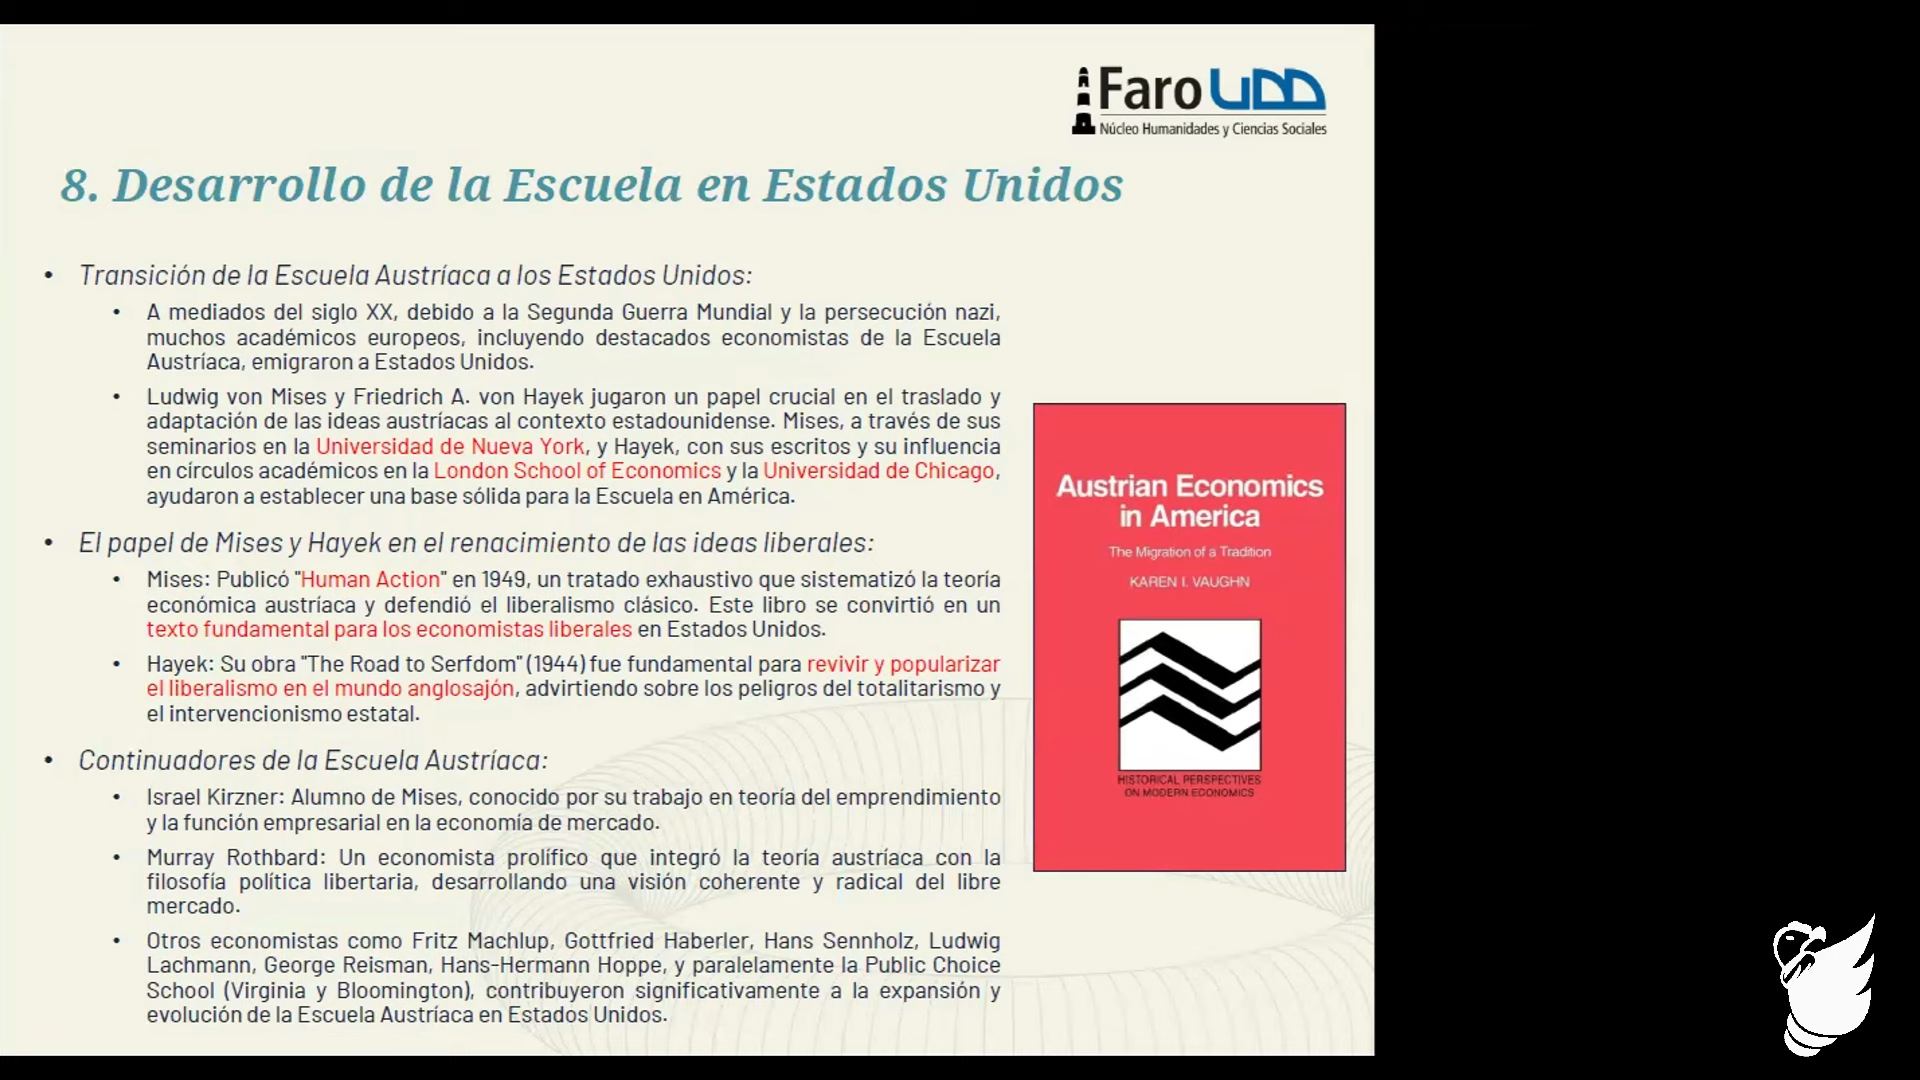 Faro UDD
Núcleo Humanidades y Ciencias Sociales
8. Desarrollo de la Escuela en Estados Unidos
• Transición de la Escuela Austríaca a los Estados Unidos:
• A mediados del siglo XX, debido a la Segunda Guerra Mundial y la persecución nazi,
muchos académicos europeos, incluyendo destacados economistas de la Escuela
Austríaca, emigraron a Estados Unidos.
• Ludwig von Mises y Friedrich A. von Hayek jugaron un papel crucial en el traslado y
adaptación de las ideas austríacas al contexto estadounidense. Mises, a través de sus
seminarios en la Universidad de Nueva York, y Hayek, con sus escritos y su influencia
en círculos académicos en la London School of Economics y la Universidad de Chicago,
ayudaron a establecer una base sólida para la Escuela en América.
• El papel de Mises y Hayek en el renacimiento de las ideas liberales:
• Mises: Publicó "Human Action" en 1949, un tratado exhaustivo que sistematizó la teoría
económica austríaca y defendió el liberalismo clásico. Este libro se convirtió en un
texto fundamental para los economistas liberales en Estados Unidos.
• Hayek: Su obra "The Road to Serfdom" (1944) fue fundamental para revivir y popularizar
el liberalismo en el mundo anglosajón, advirtiendo sobre los peligros del totalitarismo y
el intervencionismo estatal.
• Continuadores de la Escuela Austríaca:
• Israel Kirzner: Alumno de Mises, conocido por su trabajo en teoría del emprendimiento
y la función empresarial en la economía de mercado.
• Murray Rothbard: Un economista prolífico que integró la teoría austríaca con la
filosofía política libertaria, desarrollando una visión coherente y radical del libre
mercado.
• Otros economistas como Fritz Machlup, Gottfried Haberler, Hans Sennholz, Ludwig
Lachmann, George Reisman, Hans-Hermann Hoppe, y paralelamente la Public Choice
School (Virginia y Bloomington), contribuyeron significativamente a la expansión y
evolución de la Escuela Austríaca en Estados Unidos.
Austrian Economics
in America
The Migration of a Tradition
KAREN I. VAUGHN
HISTORICAL PERSPECTIVES
ON MODERN ECONOMICS